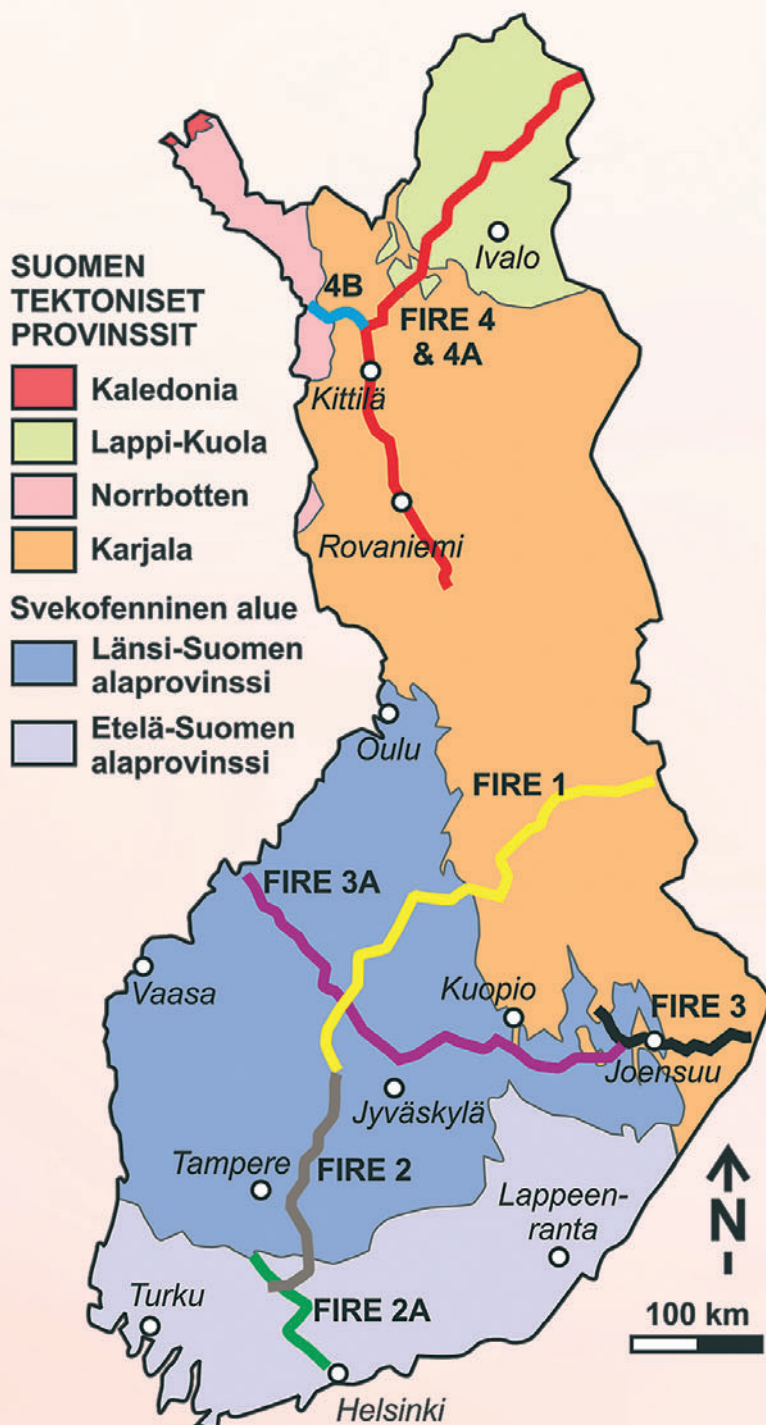 SUOMEN
TEKTONISET
PROVINSSIT
Kaledonia
Lappi-Kuola
Norrbotten
Karjala
Svekofenninen alue
Länsi-Suomen
alaprovinssi
Etelä-Suomen
alaprovinssi
Ivalo
4B
FIRE 4
& 4A
Kittilä
Rovaniemi
Oulu
FIRE 1
FIRE 3A
Vaasa
Kuopio
FIRE 3
Joensuu
Jyväskylä
Tampere
FIRE 2
Lappeen-
ranta
N
Turku
FIRE 2A
100 km
Helsinki